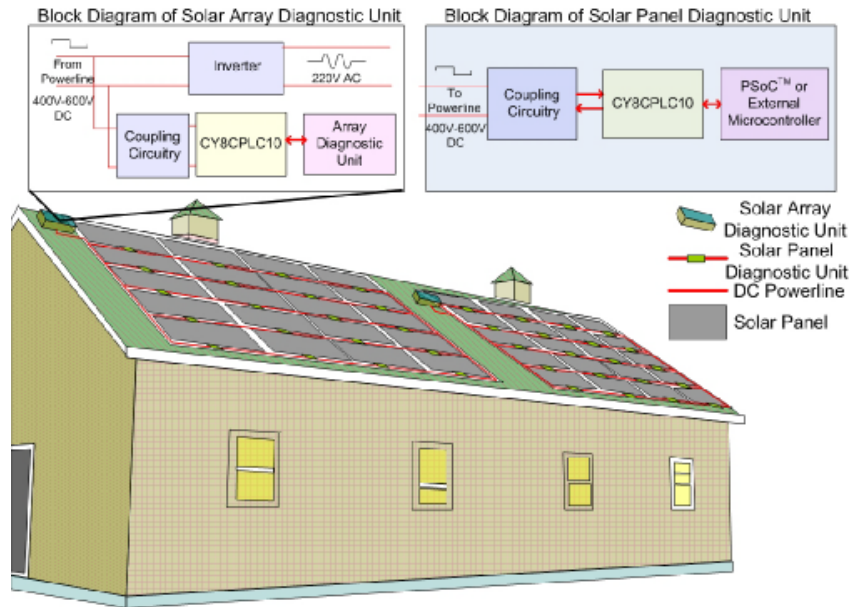 Block Diagram of Solar Array Diagnostic Unit
From
Powerline
400V-600V
DC
Inverter
220V AC
Coupling
Circuitry
CY8CPLC10
Array
Diagnostic
Unit
Block Diagram of Solar Panel Diagnostic Unit
To
Powerline
400V-600V
DC
Coupling
Circuitry
CY8CPLC10
PSoC™ or
External
Microcontroller
Solar Array
Diagnostic Unit
Solar Panel
Diagnostic Unit
DC Powerline
Solar Panel